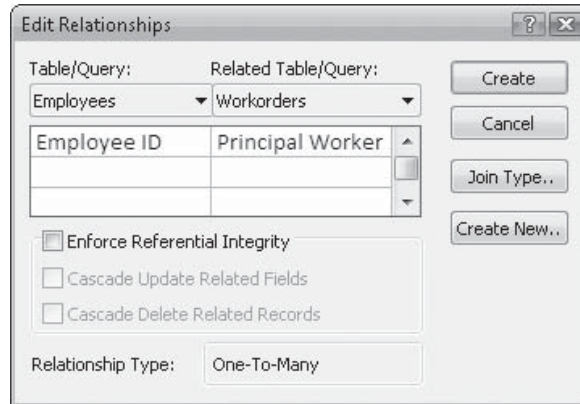 Edit Relationships
Table/Query: Related Table/Query:
Employees Workorders
Employee ID Principal Worker
Enforce Referential Integrity
Cascade Update Related Fields
Cascade Delete Related Records
Relationship Type: One-To-Many
?
Create
Cancel
Join Type..
Create New..